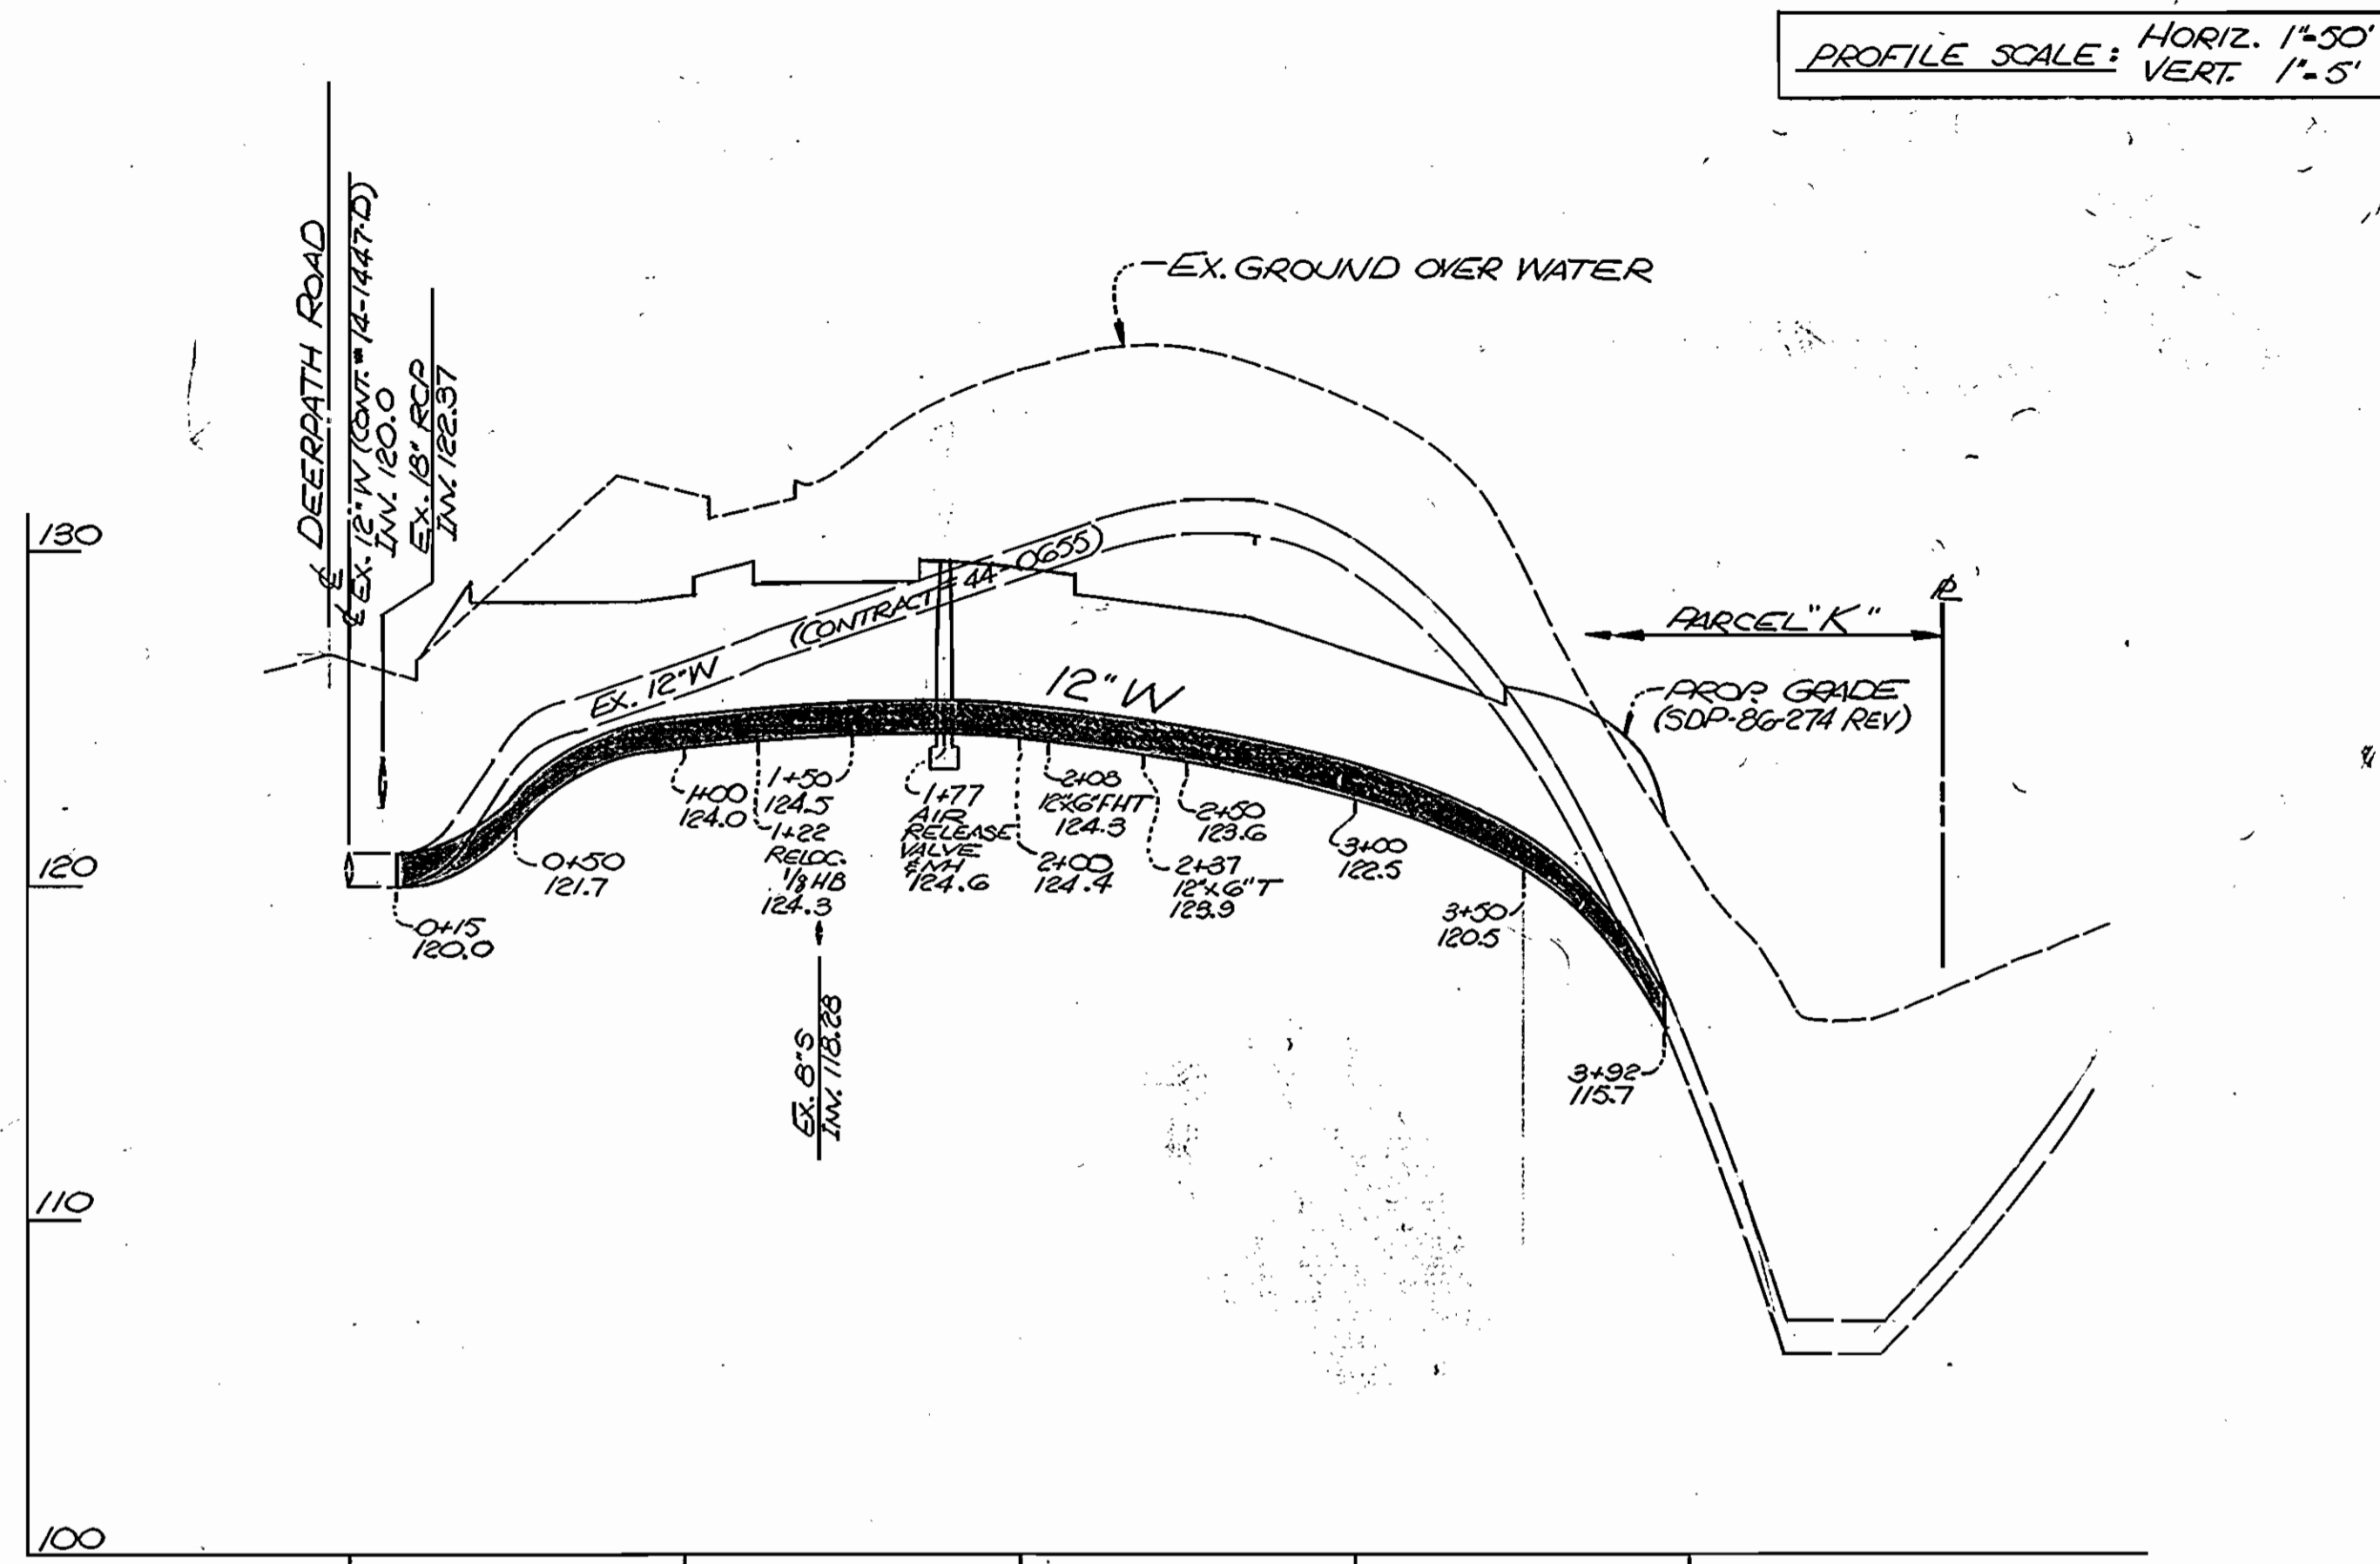 PROFILE SCALE: HORIZ. 1"=50'
VERT. 1"=5'
DEERPATH ROAD
℄
℄ EX. 12" W (CONT. # 14-1447-D)
INV. 120.0
EX. 18" RCP
INV. 122.37
EX. GROUND OVER WATER
130
120
110
100
EX. 12" W
(CONTRACT # 44-0655)
12" W
PARCEL "K"
PROP. GRADE
(SDP-86-274 REV)
0+15
120.0
0+50
121.7
1+00
124.0
1+22
RELOC.
1/8 HB
124.3
1+50
124.5
1+77
AIR
RELEASE
VALVE
& MH
124.6
2+00
124.4
2+08
12"X6" FHT
124.3
2+37
12"X6" T
123.9
2+50
123.6
3+00
122.5
3+50
120.5
3+92
115.7
EX. 8" S
INV. 118.28